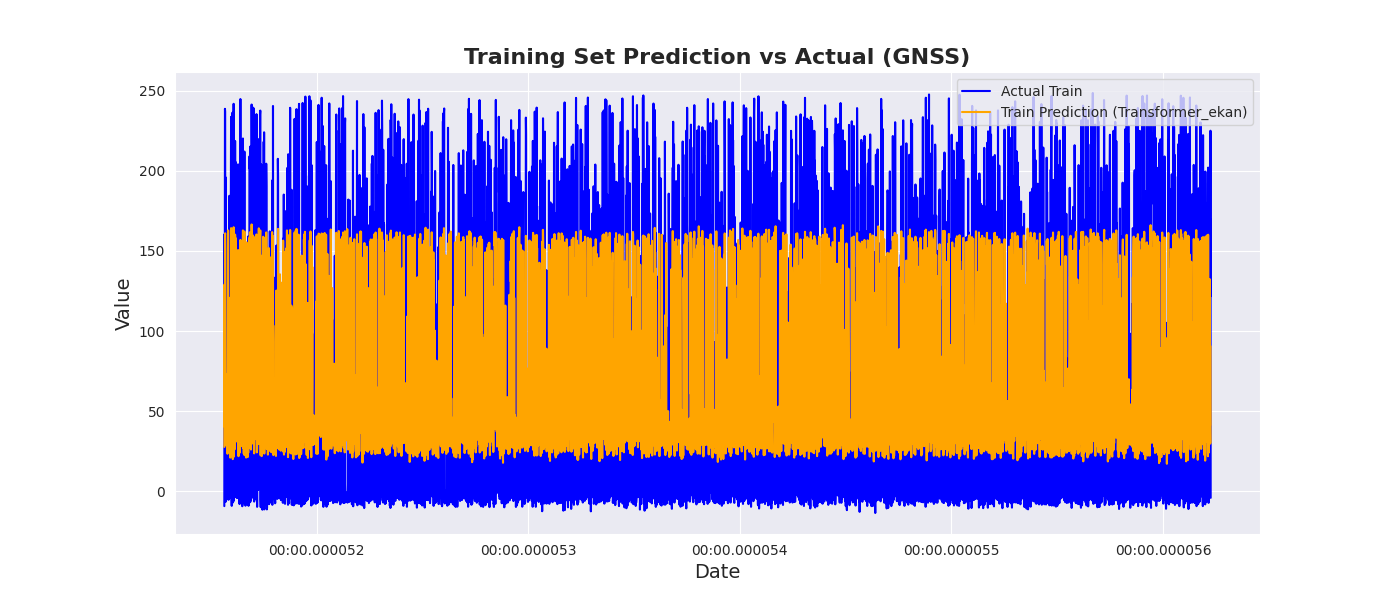 Training Set Prediction vs Actual (GNSS)
Actual Train
Train Prediction (Transformer_ekan)
Value
250
200
150
100
50
0
00:00.000052
00:00.000053
00:00.000054
00:00.000055
00:00.000056
Date